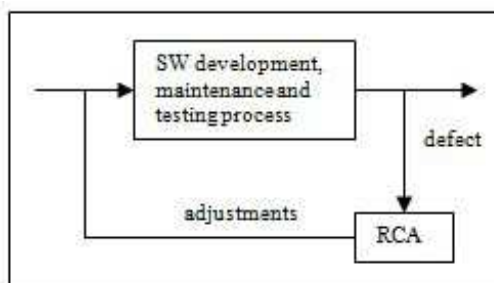 SW development,
maintenance and
testing process
defect
adjustments
RCA